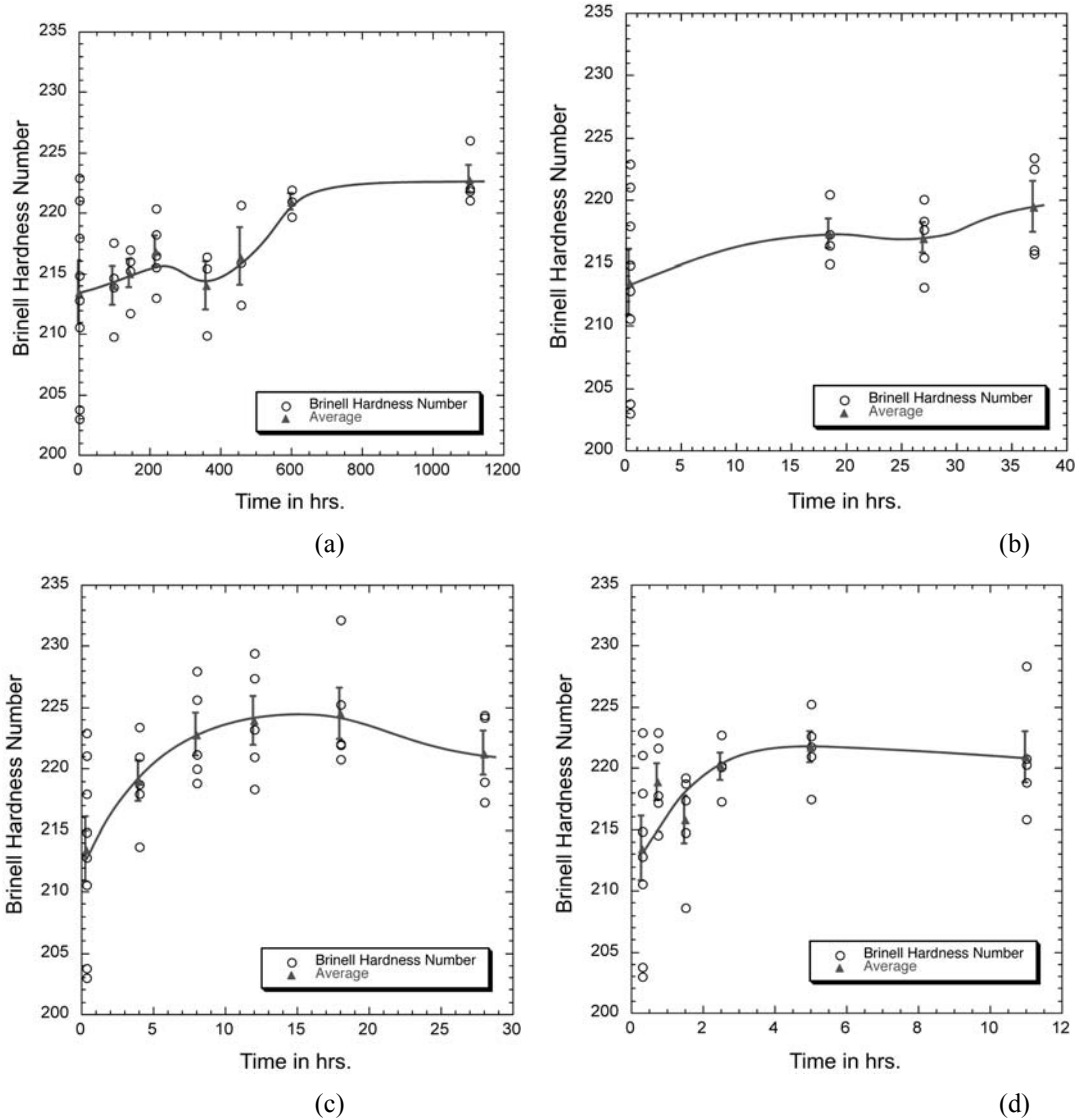 235
230
225
220
215
210
205
200
Brinell Hardness Number
Brinell Hardness Number
Average
0 200 400 600 800 1000 1200
Time in hrs.
(a)
235
230
225
220
215
210
205
200
Brinell Hardness Number
Brinell Hardness Number
Average
0 5 10 15 20 25 30 35 40
Time in hrs.
(b)
235
230
225
220
215
210
205
200
Brinell Hardness Number
Brinell Hardness Number
Average
0 5 10 15 20 25 30
Time in hrs.
(c)
235
230
225
220
215
210
205
200
Brinell Hardness Number
Brinell Hardness Number
Average
0 2 4 6 8 10 12
Time in hrs.
(d)